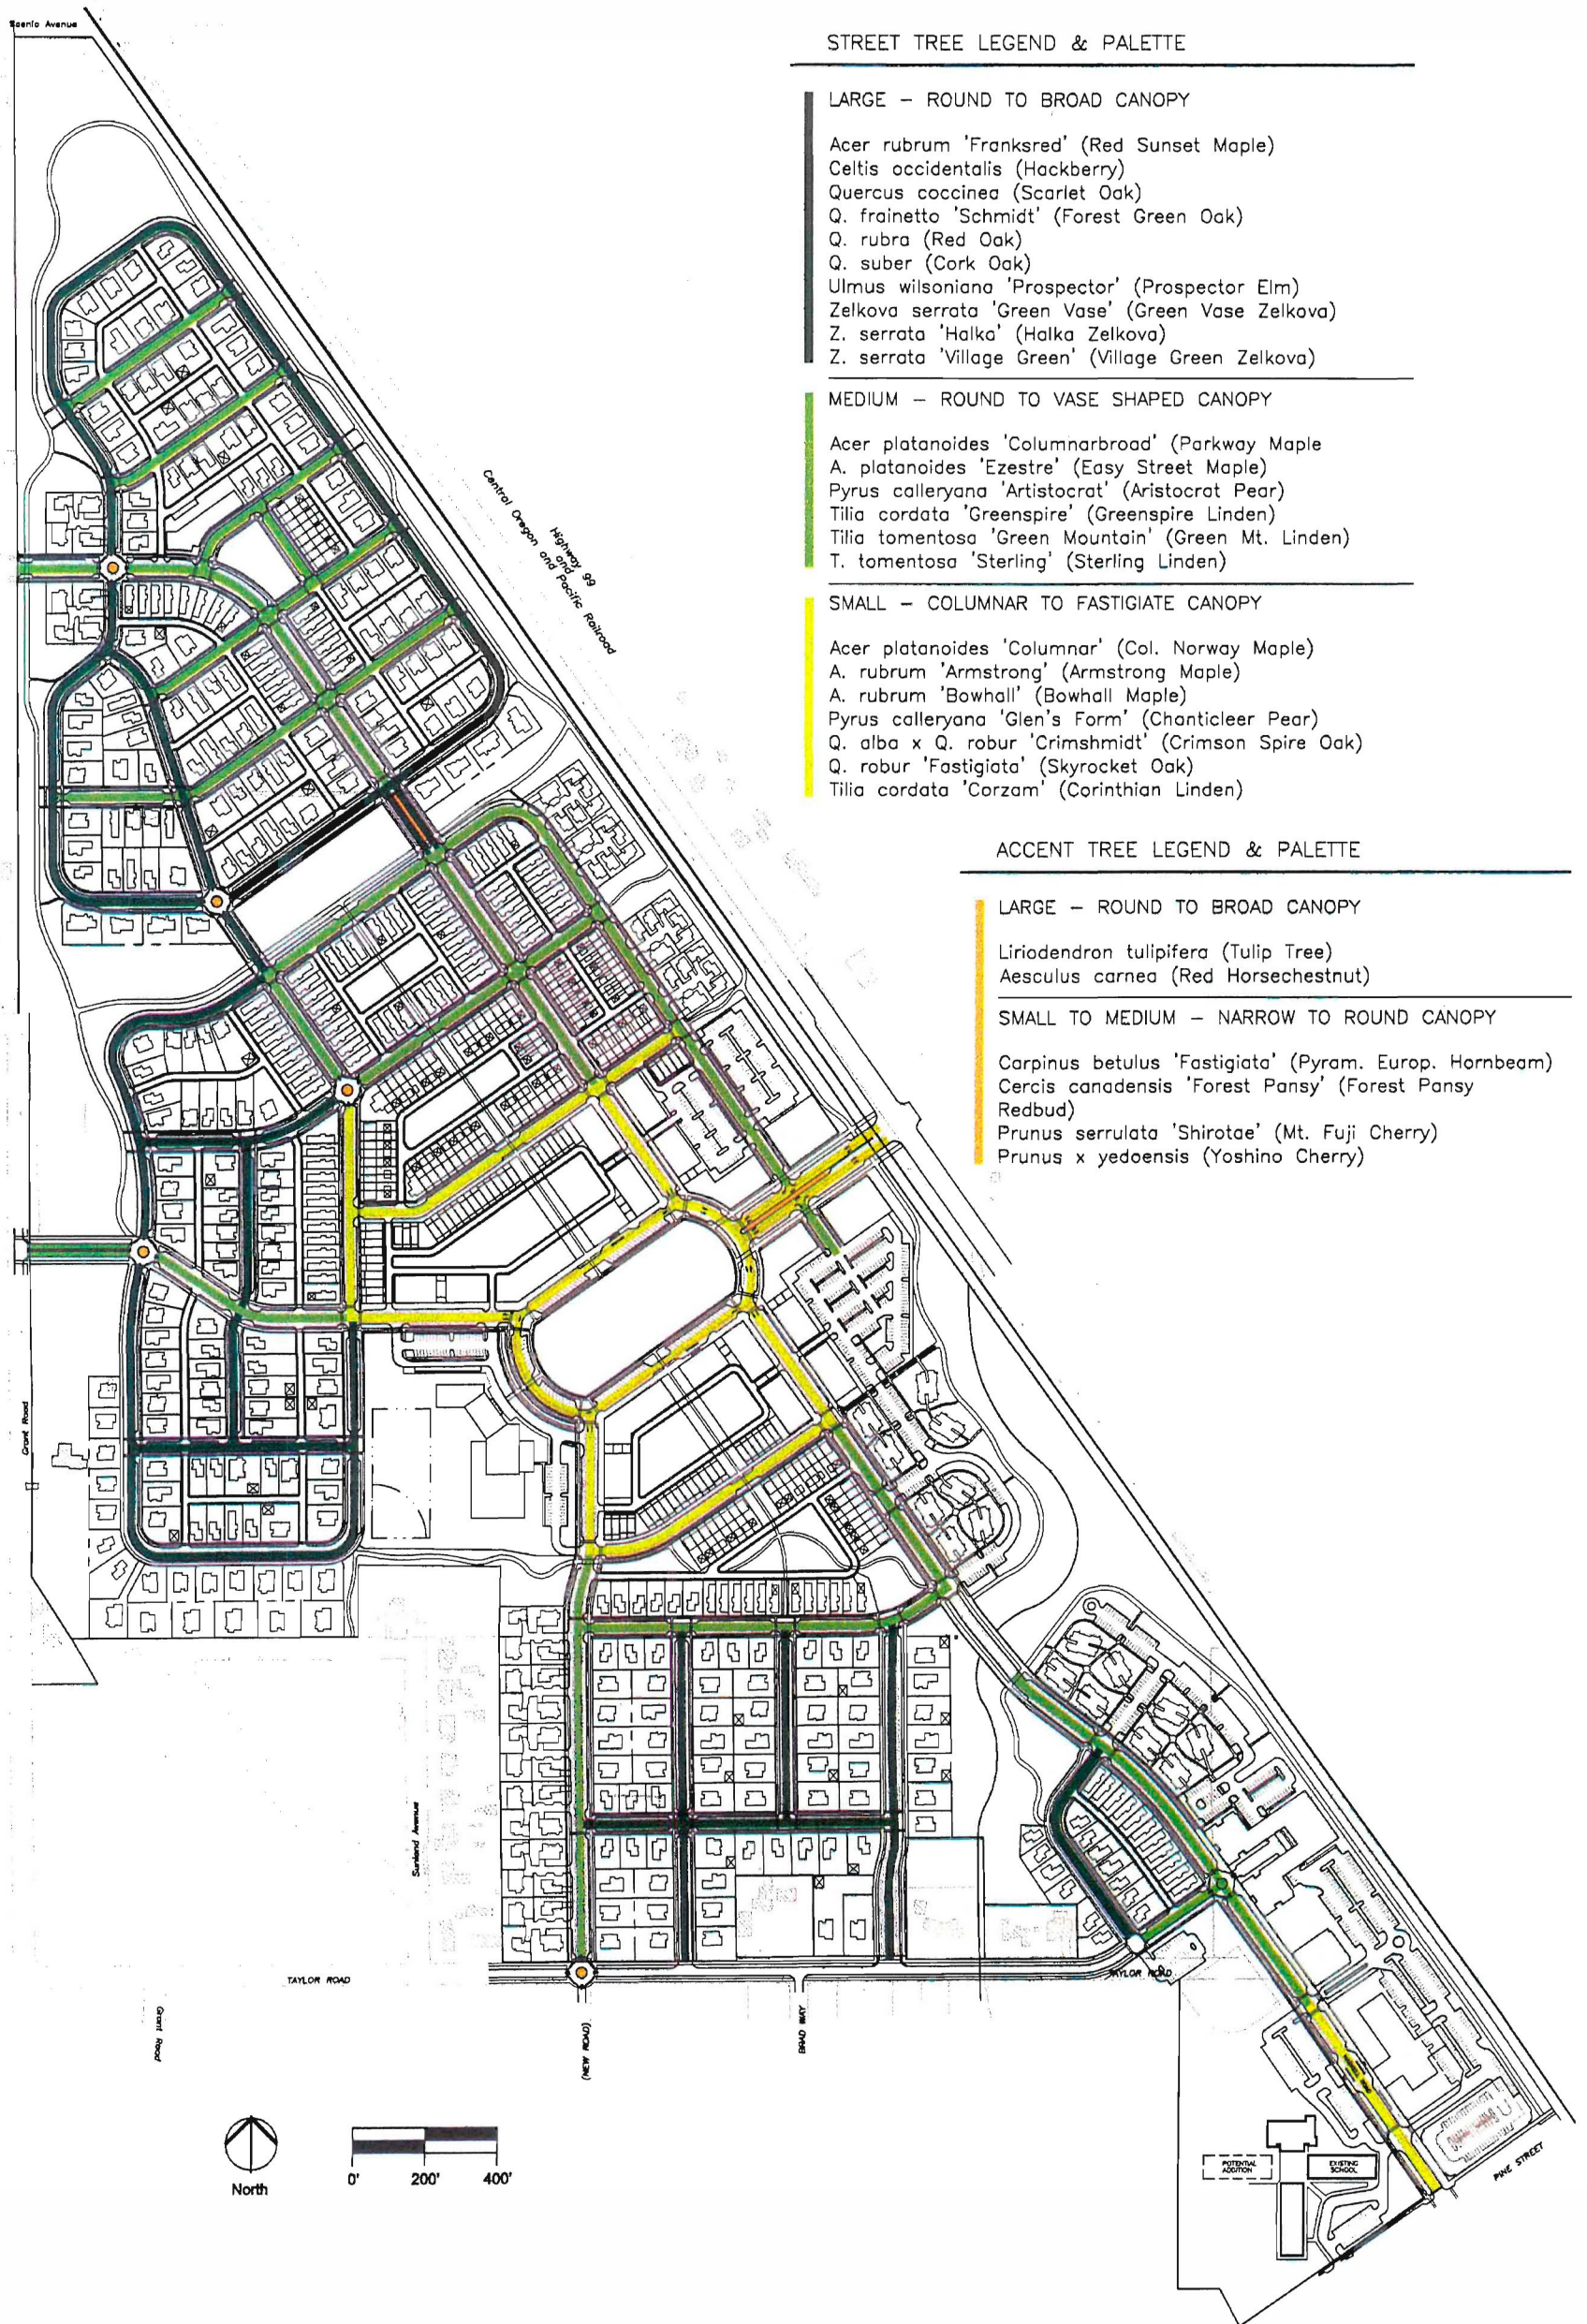 Scenic Avenue
STREET TREE LEGEND & PALETTE
LARGE – ROUND TO BROAD CANOPY
Acer rubrum 'Franksred' (Red Sunset Maple)
Celtis occidentalis (Hackberry)
Quercus coccinea (Scarlet Oak)
Q. frainetto 'Schmidt' (Forest Green Oak)
Q. rubra (Red Oak)
Q. suber (Cork Oak)
Ulmus wilsoniana 'Prospector' (Prospector Elm)
Zelkova serrata 'Green Vase' (Green Vase Zelkova)
Z. serrata 'Halka' (Halka Zelkova)
Z. serrata 'Village Green' (Village Green Zelkova)
MEDIUM – ROUND TO VASE SHAPED CANOPY
Acer platanoides 'Columnarbroad' (Parkway Maple
A. platanoides 'Ezestre' (Easy Street Maple)
Pyrus calleryana 'Artistocrat' (Aristocrat Pear)
Tilia cordata 'Greenspire' (Greenspire Linden)
Tilia tomentosa 'Green Mountain' (Green Mt. Linden)
T. tomentosa 'Sterling' (Sterling Linden)
SMALL – COLUMNAR TO FASTIGIATE CANOPY
Acer platanoides 'Columnar' (Col. Norway Maple)
A. rubrum 'Armstrong' (Armstrong Maple)
A. rubrum 'Bowhall' (Bowhall Maple)
Pyrus calleryana 'Glen's Form' (Chanticleer Pear)
Q. alba x Q. robur 'Crimshmidt' (Crimson Spire Oak)
Q. robur 'Fastigiata' (Skyrocket Oak)
Tilia cordata 'Corzam' (Corinthian Linden)
ACCENT TREE LEGEND & PALETTE
LARGE – ROUND TO BROAD CANOPY
Liriodendron tulipifera (Tulip Tree)
Aesculus carnea (Red Horsechestnut)
SMALL TO MEDIUM – NARROW TO ROUND CANOPY
Carpinus betulus 'Fastigiata' (Pyram. Europ. Hornbeam)
Cercis canadensis 'Forest Pansy' (Forest Pansy
Redbud)
Prunus serrulata 'Shirotae' (Mt. Fuji Cherry)
Prunus x yedoensis (Yoshino Cherry)
Highway 99
and
Central Oregon and Pacific Railroad
Grant Road
Sunland Avenue
TAYLOR ROAD
TAYLOR ROAD
Grant Road
(NEW ROAD)
BRAD WAY
PINE STREET
POTENTIAL
ADDITION
EXISTING
SCHOOL
North
0' 200' 400'